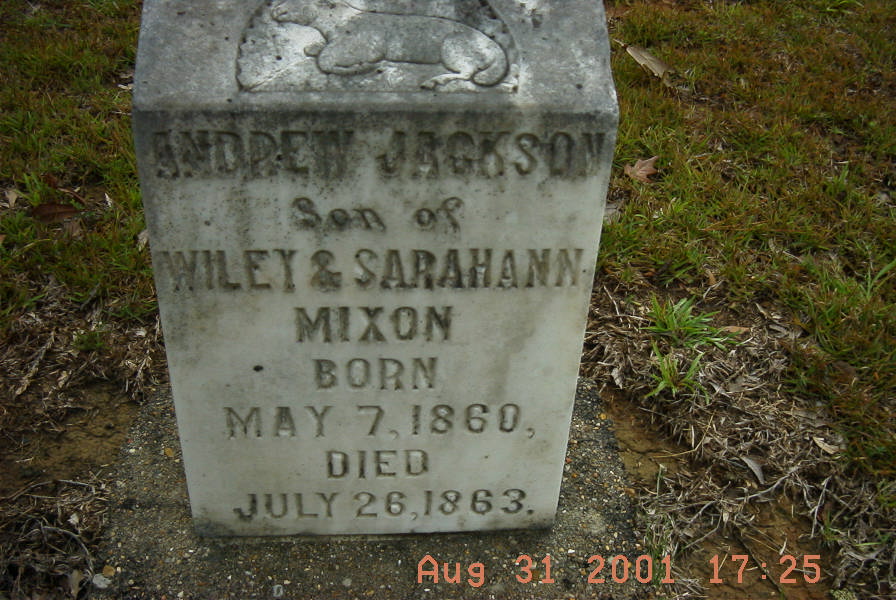 ANDREW JACKSON
Son of
WILEY & SARAHANN
MIXON
BORN
MAY 7, 1860,
DIED
JULY 26, 1863.
Aug 31 2001 17:25